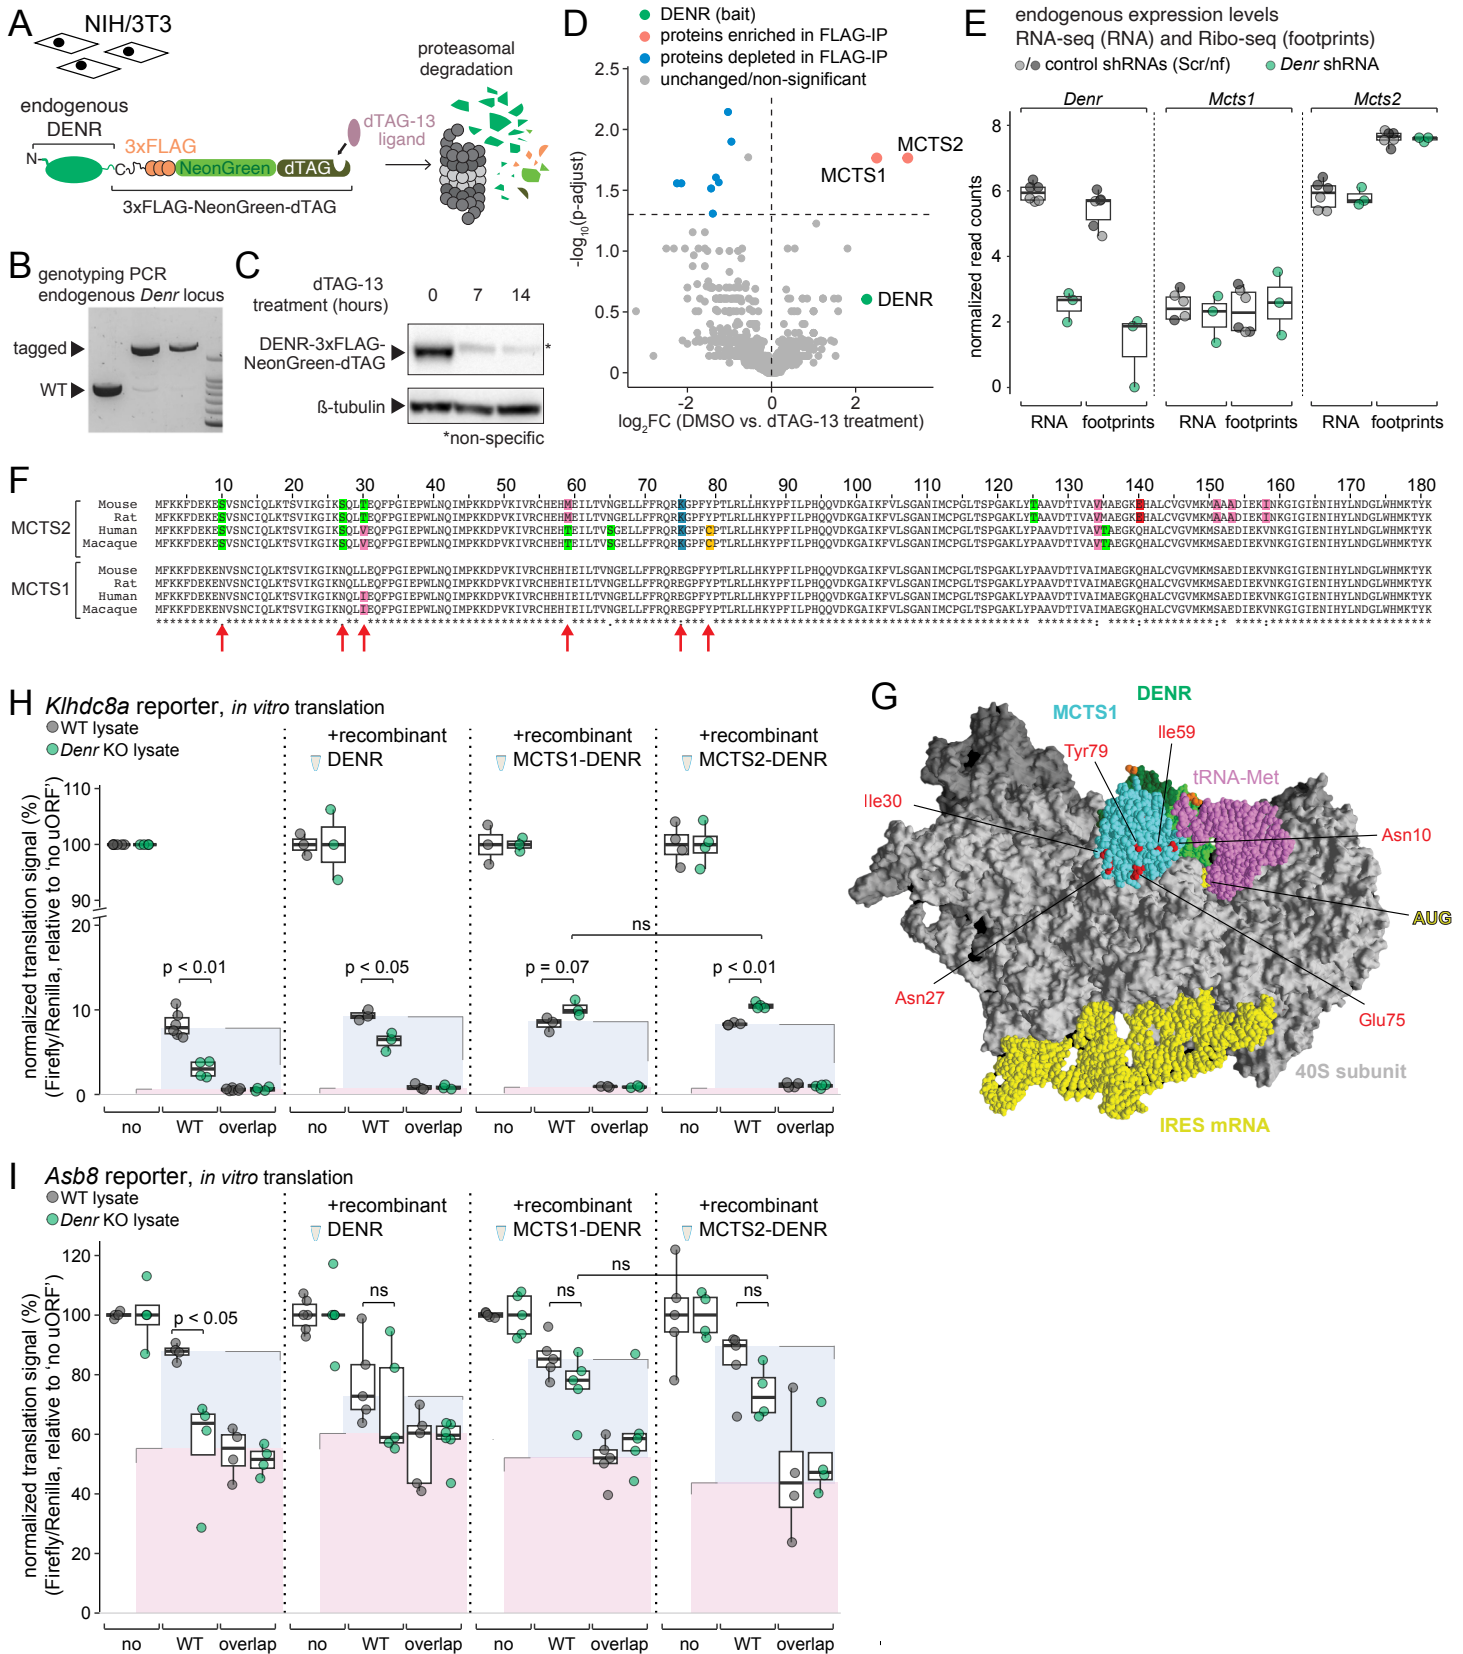 A
NIH/3T3
endogenous
DENR
N
C
3xFLAG
NeonGreen
dTAG
dTAG-13
ligand
proteasomal
degradation
3xFLAG-NeonGreen-dTAG
B
genotyping PCR
endogenous Denr locus
tagged
WT
C
dTAG-13
treatment (hours)
0 7 14
DENR-3xFLAG-
NeonGreen-dTAG
*
ß-tubulin
*non-specific
D
DENR (bait)
proteins enriched in FLAG-IP
proteins depleted in FLAG-IP
unchanged/non-significant
-log10(p-adjust)
2.5
2.0
1.5
1.0
0.5
0
MCTS2
MCTS1
DENR
-2 0 2
log2FC (DMSO vs. dTAG-13 treatment)
E
endogenous expression levels
RNA-seq (RNA) and Ribo-seq (footprints)
/ control shRNAs (Scr/nf)
Denr shRNA
Denr Mcts1 Mcts2
normalized read counts
8
6
4
2
0
RNA footprints RNA footprints RNA footprints
F
10 20 30 40 50 60 70 80 90 100 110 120 130 140 150 160 170 180
MCTS2
Mouse MFKKFDEKESVSNCIQLKTSVIKGIKSQLTEQFPGIEPWLNQIMPKKDPVKIVRCHEHMEILTVNGELLFFRQRKGPFYPTLRLLHKYPFILPHQQVDKGAIKFVLSGANIMCPGLTSPGAKLYTAAVDTIVAVMAEGKEHALCVGVMKMAAADIEKINKGIGIENIHYLNDGLWHMKTYK
Rat MFKKFDEKESVSNCIQLKTSVIKGIKSQLTEQFPGIEPWLNQIMPKKDPVKIVRCHEHMEILTVNGELLFFRQRKGPFYPTLRLLHKYPFILPHQQVDKGAIKFVLSGANIMCPGLTSPGAKLYTAAVDTIVAVMAEGKEHALCVGVMKMAAADIEKINKGIGIENIHYLNDGLWHMKTYK
Human MFKKFDEKESVSNCIQLKTSVIKGIKSQLVEQFPGIEPWLNQIMPKKDPVKIVRCHEHTEILTVSGELLFFRQRKGPFCPTLRLLHKYPFILPHQQVDKGAIKFVLSGANIMCPGLTSPGAKLYPAAVDTIVAVTAEGKQHALCVGVMKMSAEDIEKVNKGIGIENIHYLNDGLWHMKTYK
Macaque MFKKFDEKESVSNCIQLKTSVIKGIKSQLVEQFPGIEPWLNQIMPKKDPVKIVRCHEHTEILTVSGELLFFRQRKGPFCPTLRLLHKYPFILPHQQVDKGAIKFVLSGANIMCPGLTSPGAKLYPAAVDTIVAVTAEGKQHALCVGVMKMSAEDIEKVNKGIGIENIHYLNDGLWHMKTYK
MCTS1
Mouse MFKKFDEKENVSNCIQLKTSVIKGIKNQLLEQFPGIEPWLNQIMPKKDPVKIVRCHEHIEILTVNGELLFFRQREGPFYPTLRLLHKYPFILPHQQVDKGAIKFVLSGANIMCPGLTSPGAKLYPAAVDTIVAIMAEGKQHALCVGVMKMSAEDIEKVNKGIGIENIHYLNDGLWHMKTYK
Rat MFKKFDEKENVSNCIQLKTSVIKGIKNQLLEQFPGIEPWLNQIMPKKDPVKIVRCHEHIEILTVNGELLFFRQREGPFYPTLRLLHKYPFILPHQQVDKGAIKFVLSGANIMCPGLTSPGAKLYPAAVDTIVAIMAEGKQHALCVGVMKMSAEDIEKVNKGIGIENIHYLNDGLWHMKTYK
Human MFKKFDEKENVSNCIQLKTSVIKGIKNQLIEQFPGIEPWLNQIMPKKDPVKIVRCHEHIEILTVNGELLFFRQREGPFYPTLRLLHKYPFILPHQQVDKGAIKFVLSGANIMCPGLTSPGAKLYPAAVDTIVAIMAEGKQHALCVGVMKMSAEDIEKVNKGIGIENIHYLNDGLWHMKTYK
Macaque MFKKFDEKENVSNCIQLKTSVIKGIKNQLIEQFPGIEPWLNQIMPKKDPVKIVRCHEHIEILTVNGELLFFRQREGPFYPTLRLLHKYPFILPHQQVDKGAIKFVLSGANIMCPGLTSPGAKLYPAAVDTIVAIMAEGKQHALCVGVMKMSAEDIEKVNKGIGIENIHYLNDGLWHMKTYK
G
DENR
MCTS1
Ile59
Tyr79
tRNA-Met
Ile30
Asn10
AUG
Asn27
Glu75
40S subunit
IRES mRNA
H
Klhdc8a reporter, in vitro translation
WT lysate
Denr KO lysate
+recombinant
DENR
+recombinant
MCTS1-DENR
+recombinant
MCTS2-DENR
normalized translation signal (%)
(Firefly/Renilla, relative to 'no uORF')
110
100
90
20
10
0
ns
p < 0.01
p < 0.05
p = 0.07
p < 0.01
no WT overlap no WT overlap no WT overlap no WT overlap
I
Asb8 reporter, in vitro translation
WT lysate
Denr KO lysate
+recombinant
DENR
+recombinant
MCTS1-DENR
+recombinant
MCTS2-DENR
normalized translation signal (%)
(Firefly/Renilla, relative to 'no uORF')
120
100
80
60
40
20
0
p < 0.05
ns
ns
ns
ns
no WT overlap no WT overlap no WT overlap no WT overlap